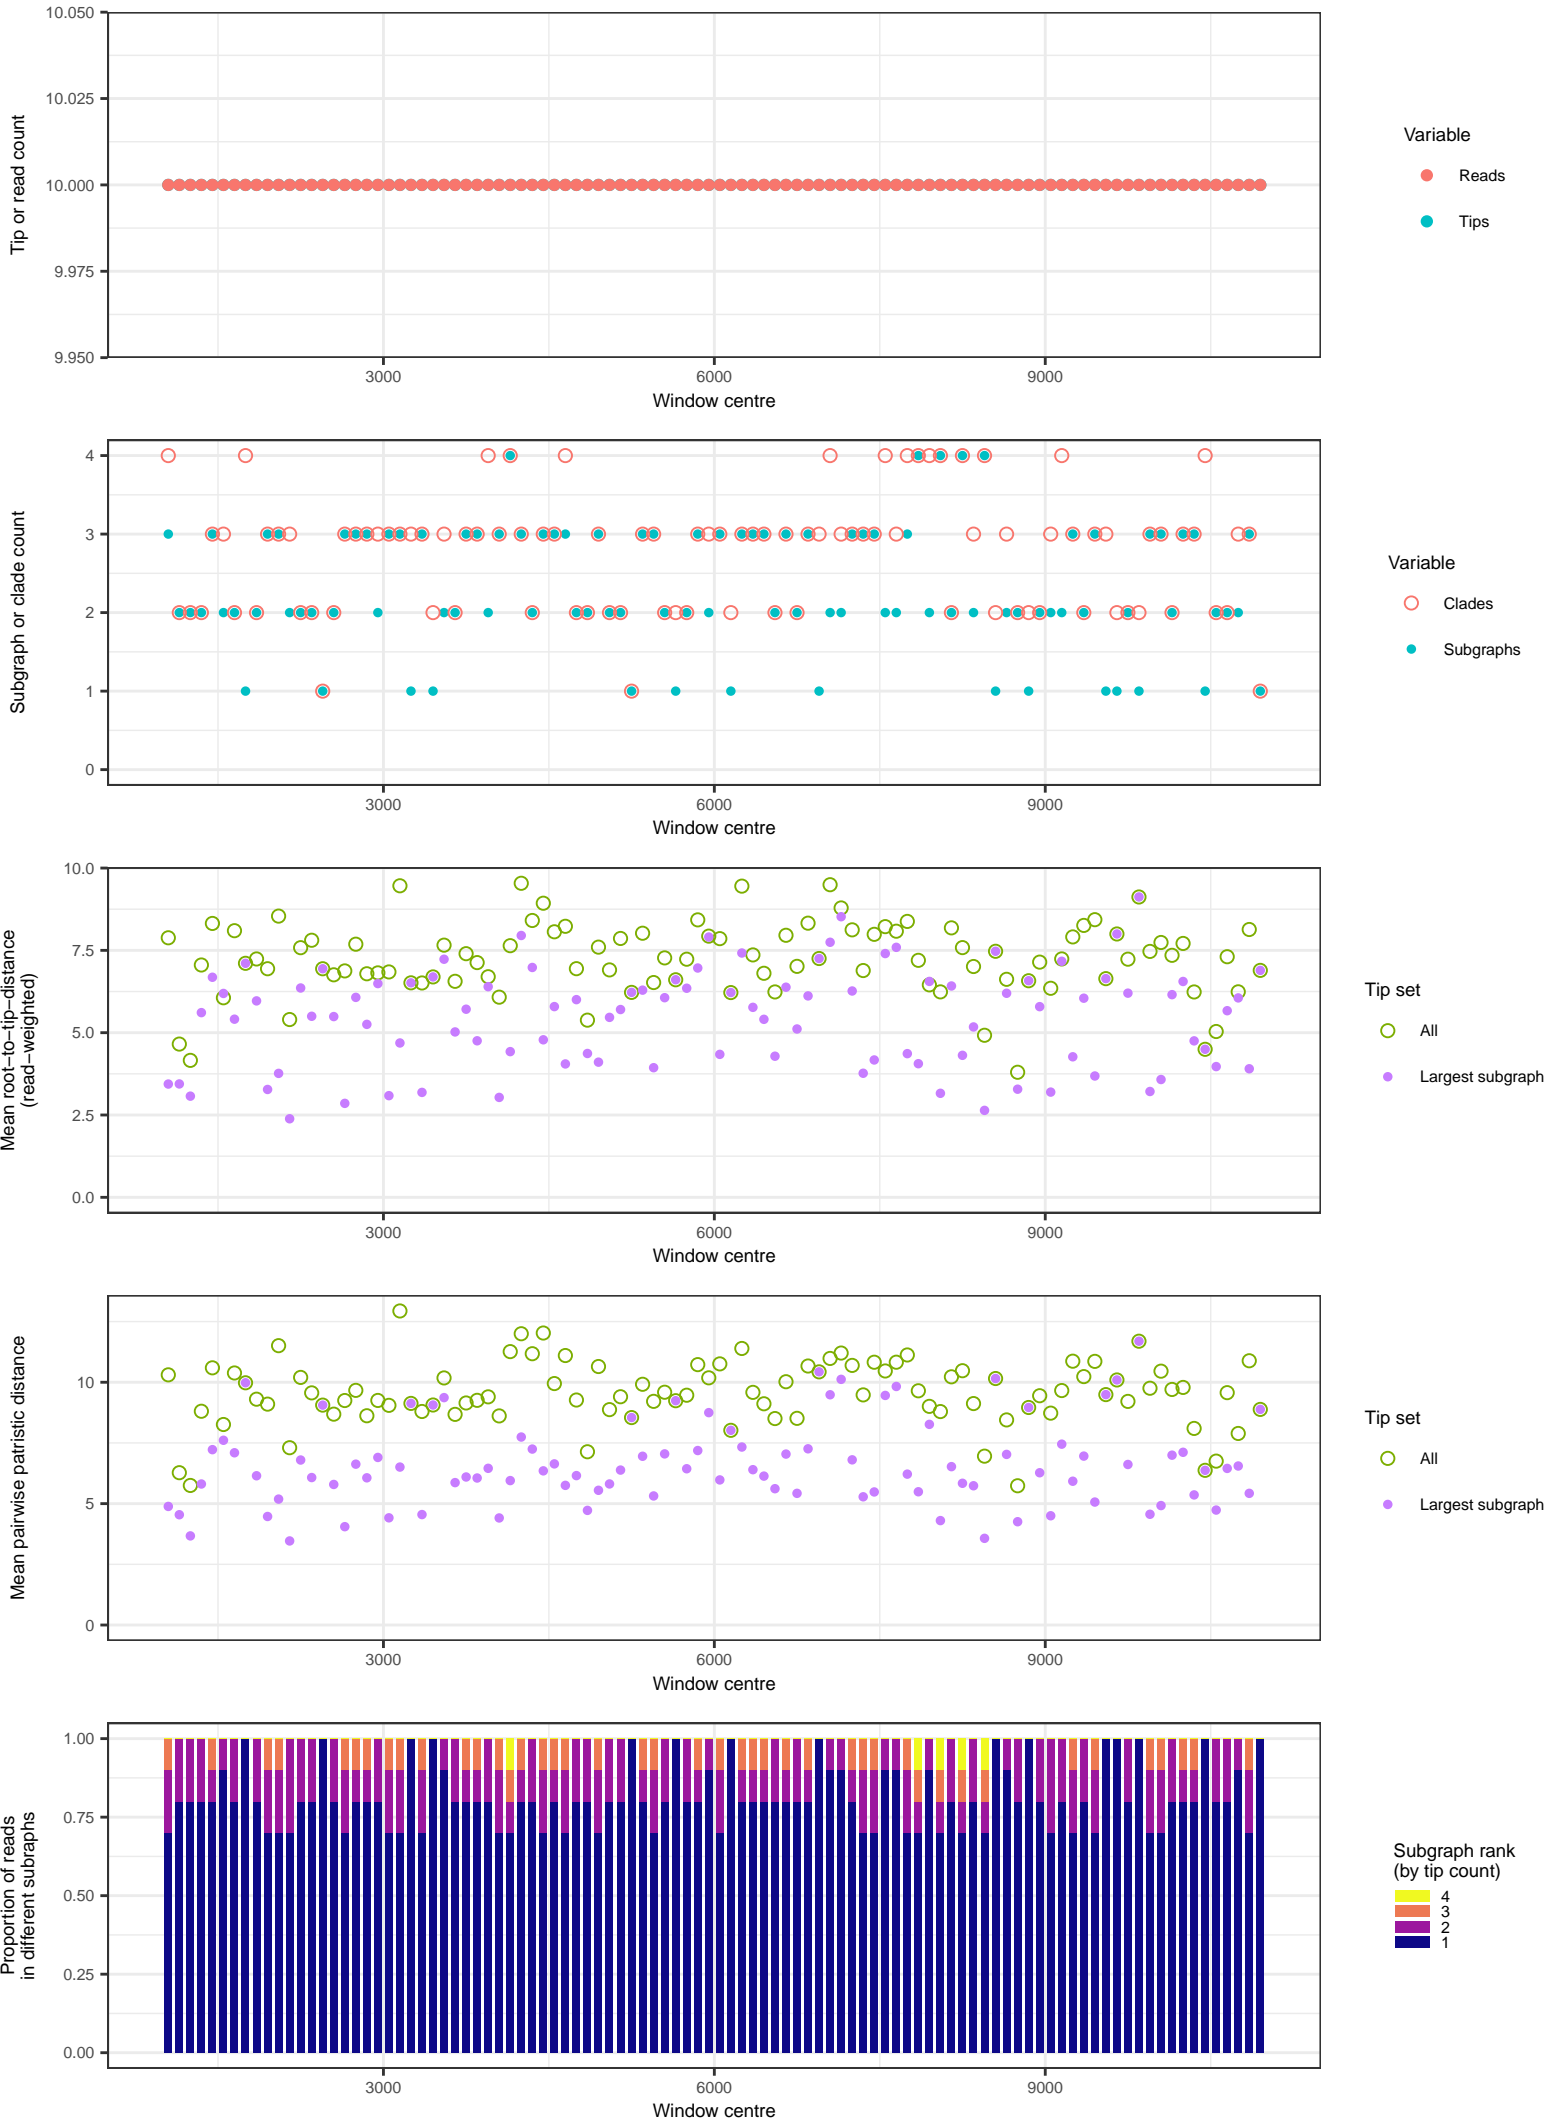 10.050
10.025
10.000
9.975
9.950
Tip or read count
3000
6000
9000
Window centre
Variable
Reads
Tips
4
3
2
1
0
Subgraph or clade count
3000
6000
9000
Window centre
Variable
Clades
Subgraphs
10.0
7.5
5.0
2.5
0.0
Mean root−to−tip−distance
(read−weighted)
3000
6000
9000
Window centre
Tip set
All
Largest subgraph
10
5
0
Mean pairwise patristic distance
3000
6000
9000
Window centre
Tip set
All
Largest subgraph
1.00
0.75
0.50
0.25
0.00
Proportion of reads
in different subraphs
3000
6000
9000
Window centre
Subgraph rank
(by tip count)
4
3
2
1